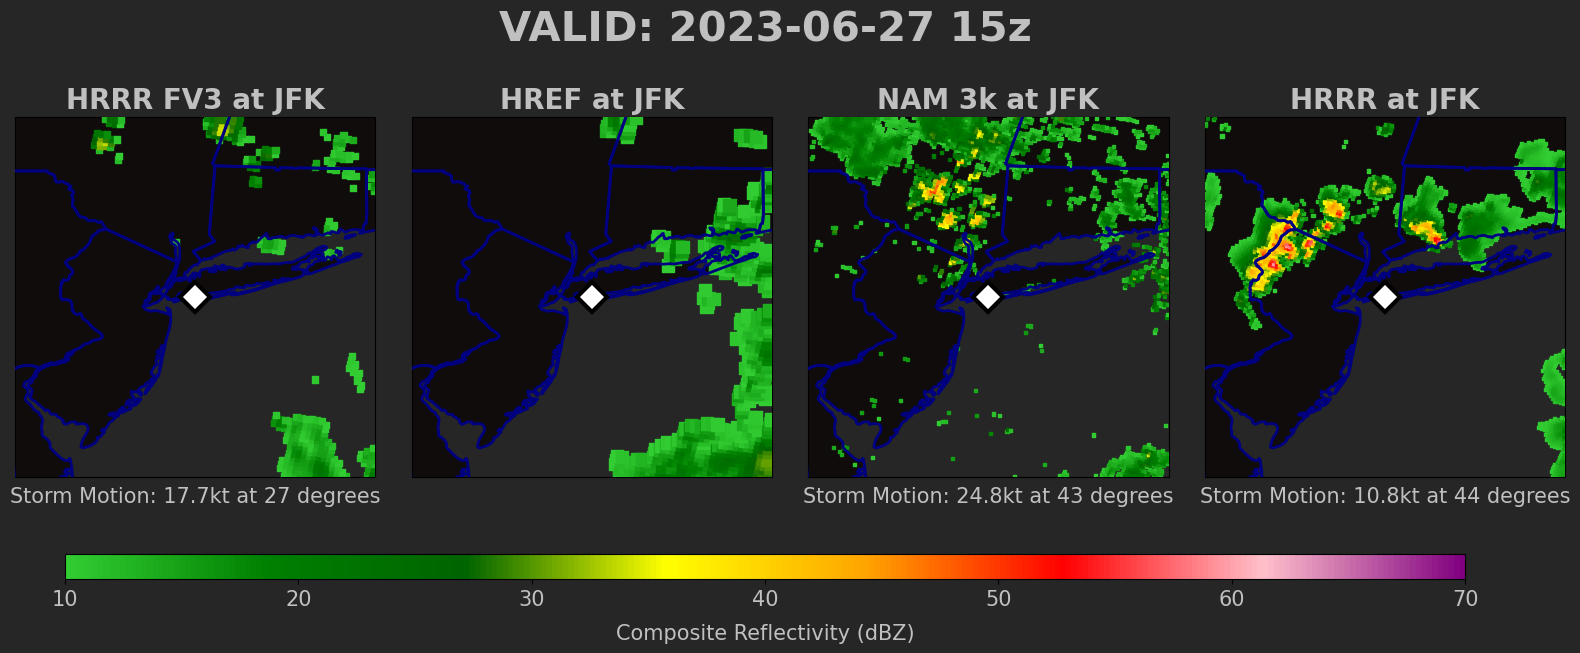 VALID: 2023-06-27 15z
HRRR FV3 at JFK
HREF at JFK
NAM 3k at JFK
HRRR at JFK
Storm Motion: 17.7kt at 27 degrees
Storm Motion: 24.8kt at 43 degrees
Storm Motion: 10.8kt at 44 degrees
10 20 30 40 50 60 70
Composite Reflectivity (dBZ)